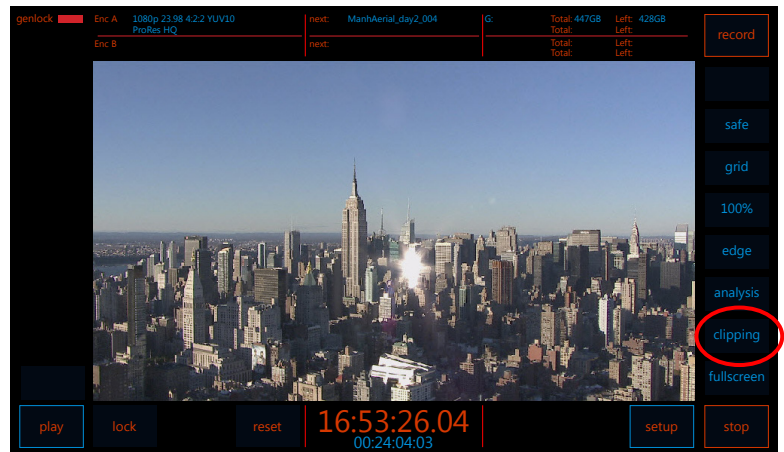 genlock
Enc A 1080p 23.98 4:2:2 YUV10
ProRes HQ
next: ManhAerial_day2_004
G: Total: 447GB Left: 428GB
Total: Left:
record
Enc B
next:
Total: Left:
Total: Left:
safe
grid
100%
edge
analysis
clipping
fullscreen
play
lock
reset
16:53:26.04
00:24:04:03
setup
stop